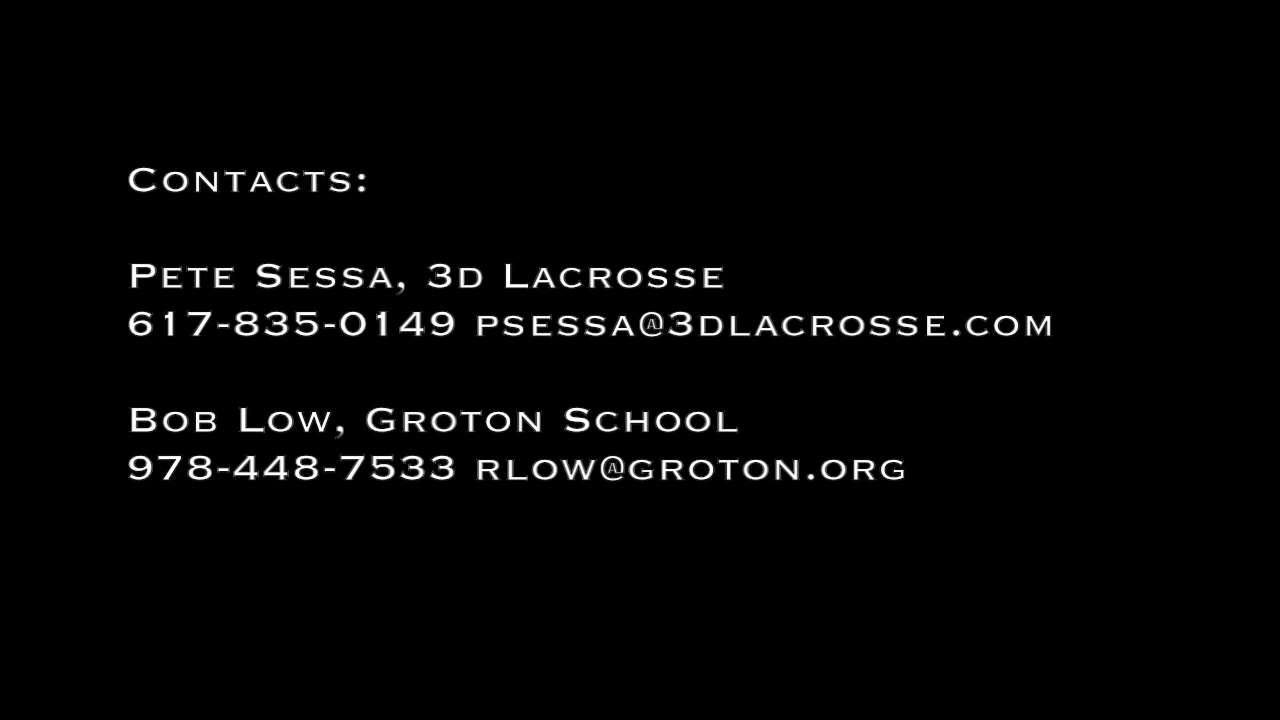 Contacts:
Pete Sessa, 3d Lacrosse
617-835-0149 psessa@3dlacrosse.com
Bob Low, Groton School
978-448-7533 rlow@groton.org